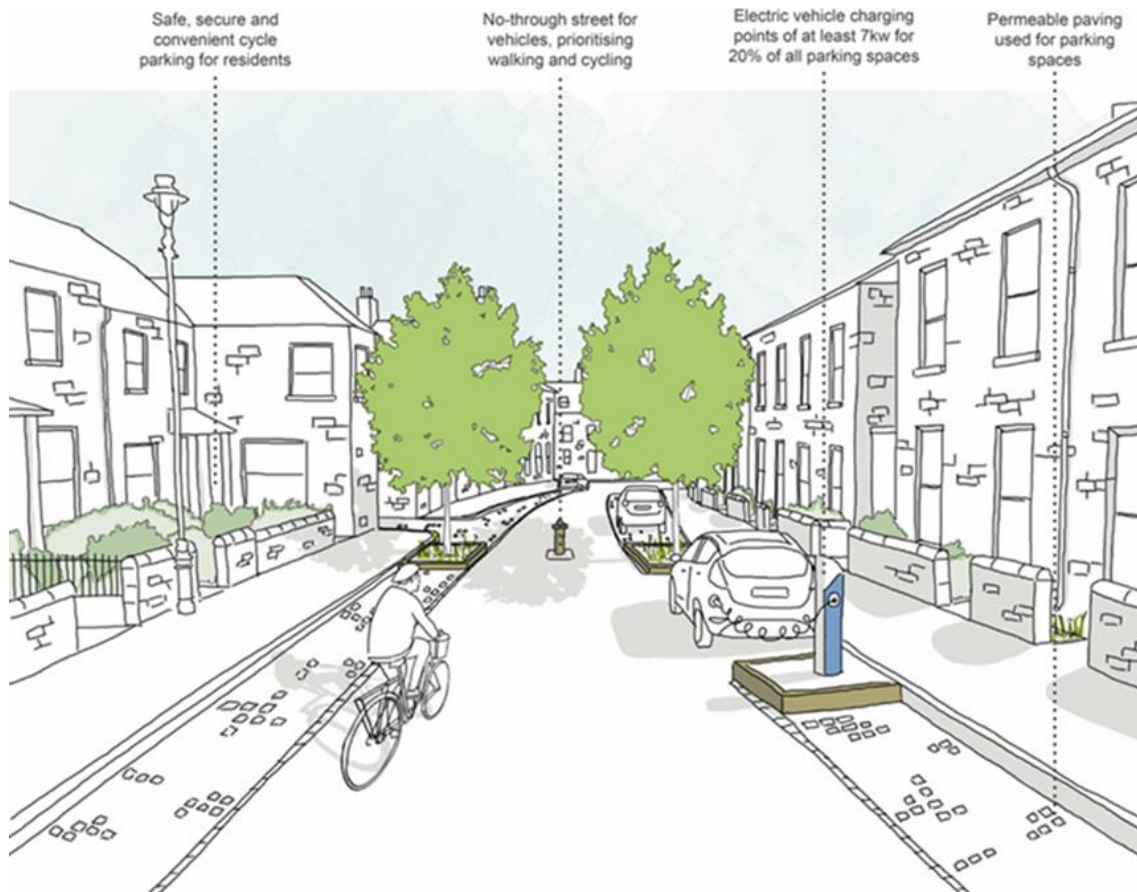 Safe, secure and
convenient cycle
parking for residents
No-through street for
vehicles, prioritising
walking and cycling
Electric vehicle charging
points of at least 7kw for
20% of all parking spaces
Permeable paving
used for parking
spaces